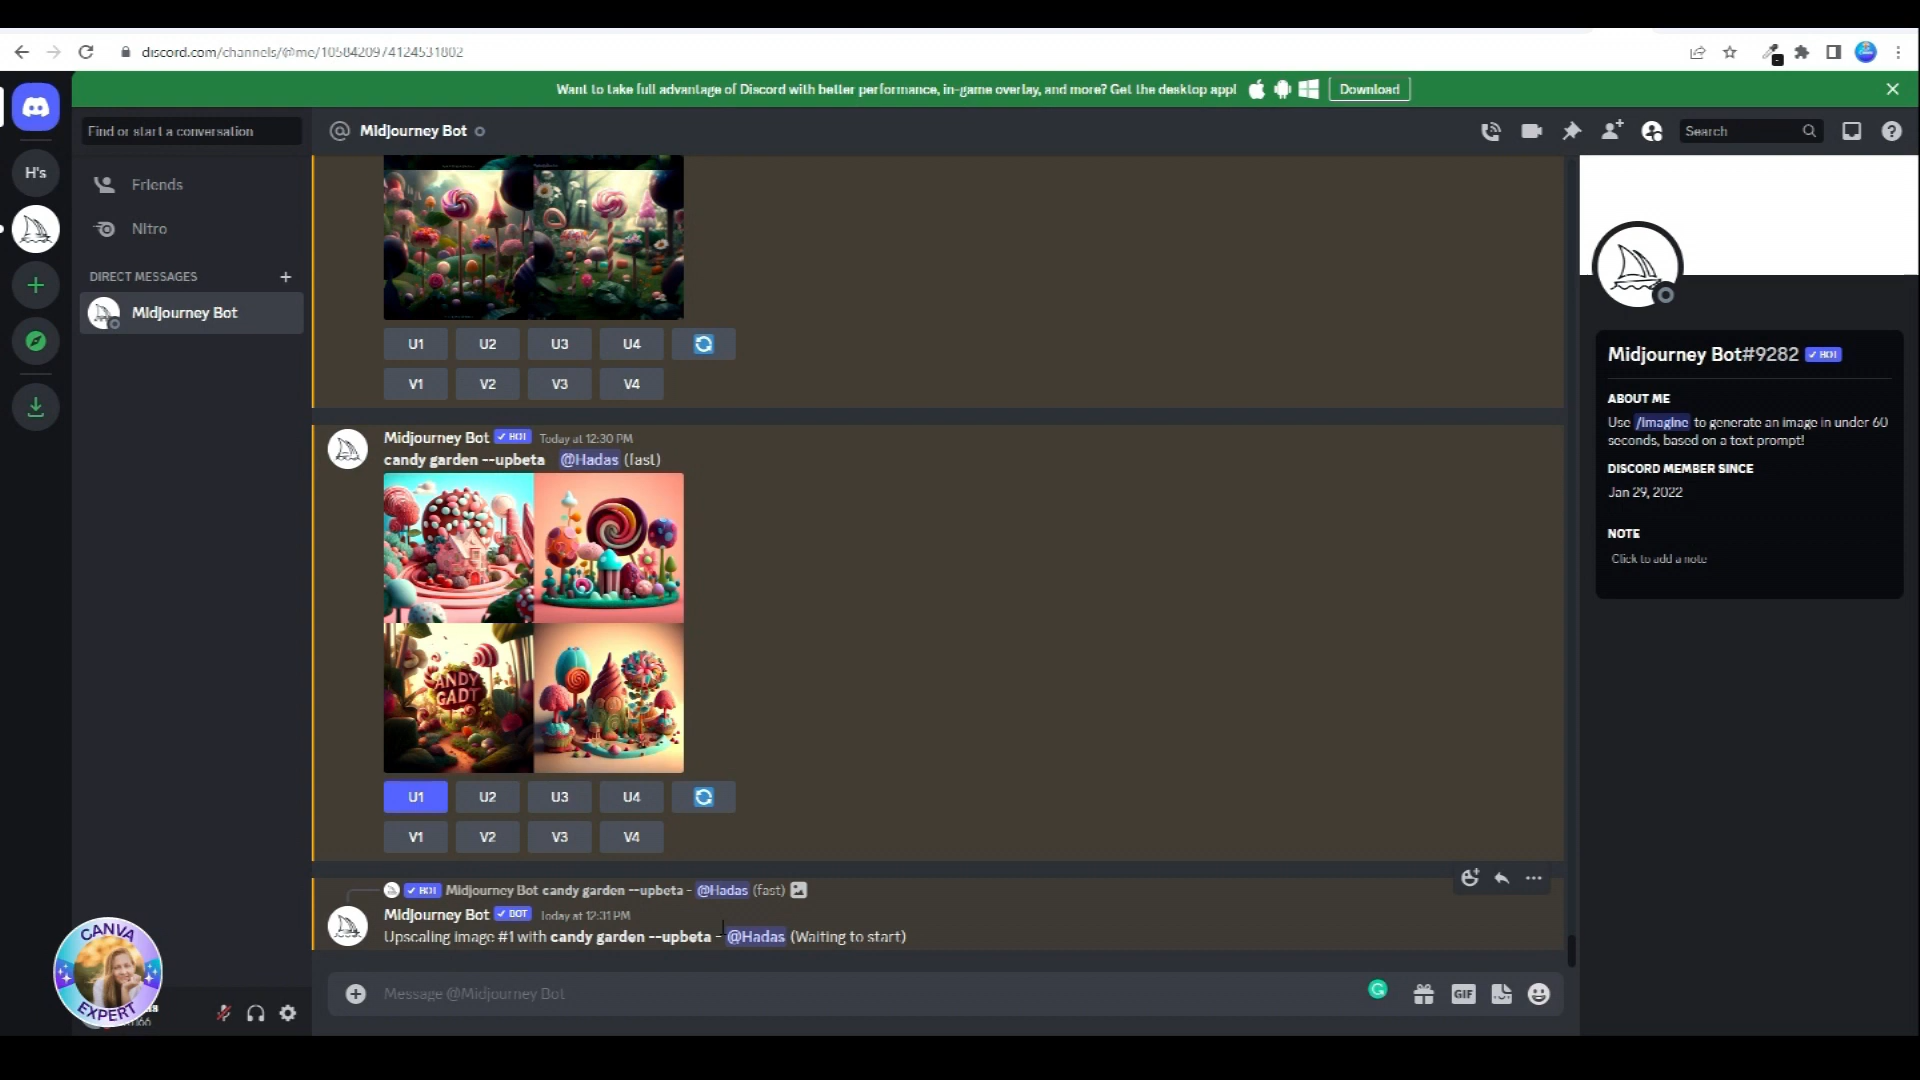 discord.com/channels/@me/1058420974124531802
Want to take full advantage of Discord with better performance, in-game overlay, and more? Get the desktop app!
Download
Find or start a conversation
Midjourney Bot
Search
H's
Friends
Nitro
DIRECT MESSAGES
Midjourney Bot
U1 U2 U3 U4
V1 V2 V3 V4
Midjourney Bot BOT Today at 12:30 PM
candy garden --upbeta @Hadas (fast)
ANDY
GADT
U1 U2 U3 U4
V1 V2 V3 V4
BOT Midjourney Bot candy garden --upbeta - @Hadas (fast)
Midjourney Bot BOT Today at 12:31 PM
Upscaling image #1 with candy garden --upbeta - @Hadas (Waiting to start)
Message @Midjourney Bot
GIF
Midjourney Bot#9282 BOT
ABOUT ME
Use /imagine to generate an image in under 60
seconds, based on a text prompt!
DISCORD MEMBER SINCE
Jan 29, 2022
NOTE
Click to add a note
CANVA
EXPERT